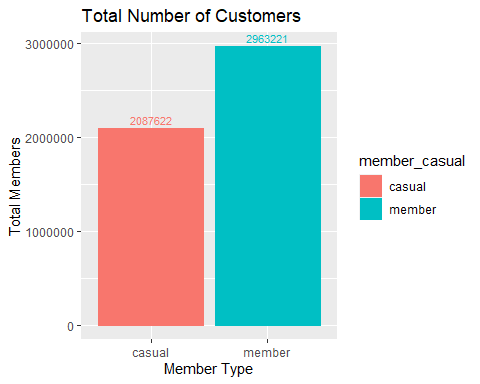 Total Number of Customers
Total Members
3000000
2000000
1000000
0
2087622
2963221
casual
member
Member Type
member_casual
casual
member